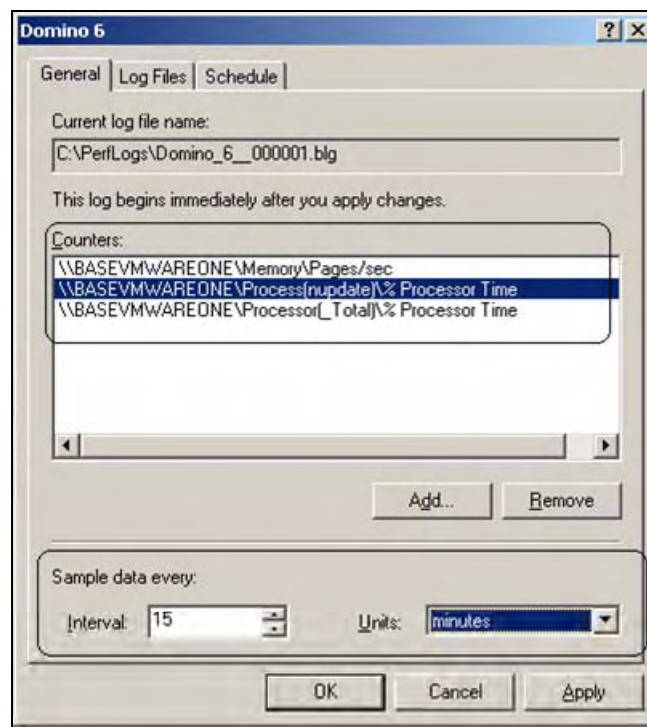 Domino 6
General Log Files Schedule
Current log file name:
C:\PerfLogs\Domino_6__000001.blg
This log begins immediately after you apply changes.
Counters:
\\BASEVMWAREONE\Memory\Pages/sec
\\BASEVMWAREONE\Process(nupdate)\% Processor Time
\\BASEVMWAREONE\Processor(_Total)\% Processor Time
Add... Remove
Sample data every:
Interval: 15 Units: minutes
OK Cancel Apply